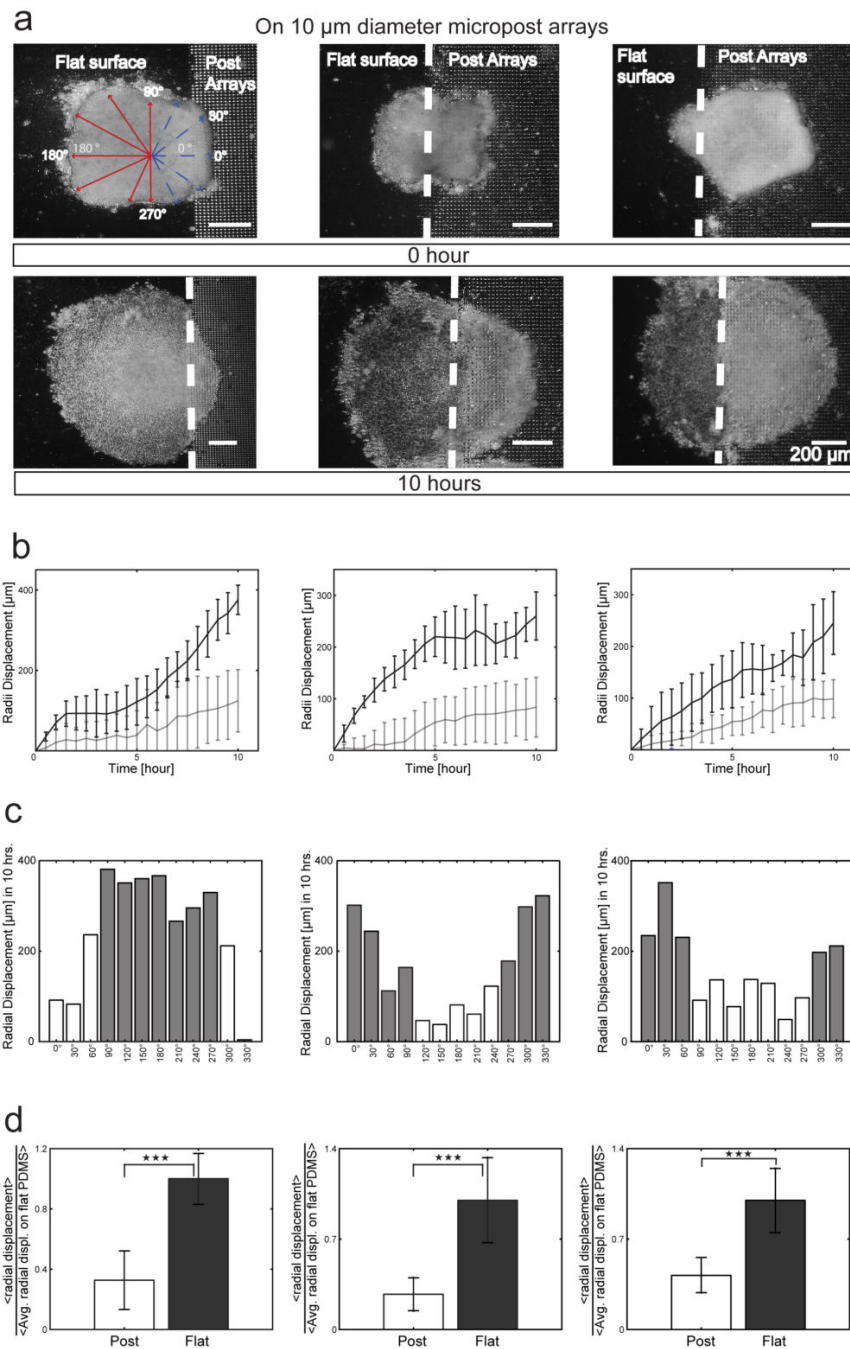 a
On 10 µm diameter micropost arrays
Flat surface
Post
Arrays
90°
30°
180°
180°
0°
0°
270°
Flat surface
Post Arrays
Flat
surface
Post Arrays
0 hour
200 µm
10 hours
b
Radii Displacement [µm]
400
200
0
5
10
Time [hour]
Radii Displacement [µm]
300
200
100
0
5
10
Time [hour]
Radii Displacement [µm]
300
200
100
0
5
10
Time [hour]
c
Radial Displacement [µm] in 10 hrs.
400
200
0
0° 30° 60° 90° 120° 150° 180° 210° 240° 270° 300° 330°
Radial Displacement [µm] in 10 hrs.
400
200
0
0° 30° 60° 90° 120° 150° 180° 210° 240° 270° 300° 330°
Radial Displacement [µm] in 10 hrs.
400
200
0
0° 30° 60° 90° 120° 150° 180° 210° 240° 270° 300° 330°
d
<radial displacement>
<Avg. radial displ. on flat PDMS>
1.2
0.8
0.4
0
★★★
Post Flat
<radial displacement>
<Avg. radial displ. on flat PDMS>
1.4
0.7
0
★★★
Post Flat
<radial displacement>
<Avg. radial displ. on flat PDMS>
1.4
0.7
0
★★★
Post Flat